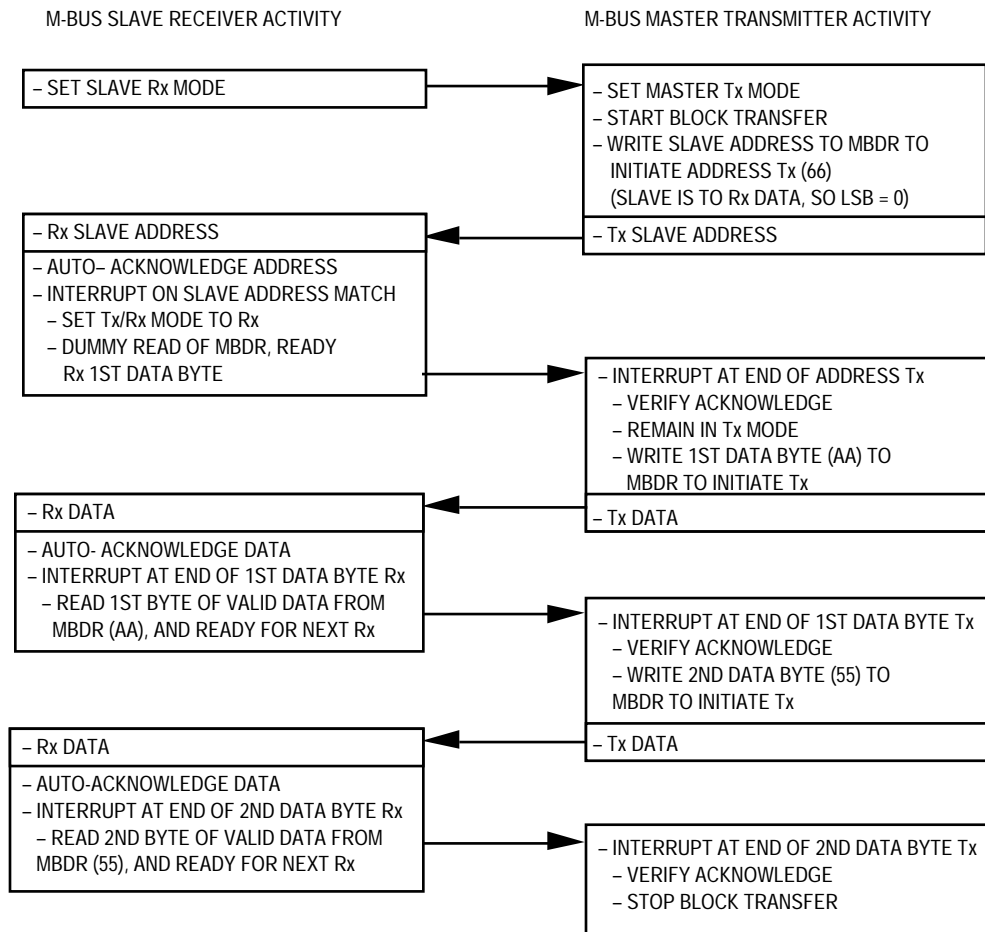 M-BUS SLAVE RECEIVER ACTIVITY
M-BUS MASTER TRANSMITTER ACTIVITY
– SET SLAVE Rx MODE
– SET MASTER Tx MODE
– START BLOCK TRANSFER
– WRITE SLAVE ADDRESS TO MBDR TO
INITIATE ADDRESS Tx (66)
(SLAVE IS TO Rx DATA, SO LSB = 0)
– Tx SLAVE ADDRESS
– Rx SLAVE ADDRESS
– AUTO– ACKNOWLEDGE ADDRESS
– INTERRUPT ON SLAVE ADDRESS MATCH
– SET Tx/Rx MODE TO Rx
– DUMMY READ OF MBDR, READY
Rx 1ST DATA BYTE
– INTERRUPT AT END OF ADDRESS Tx
– VERIFY ACKNOWLEDGE
– REMAIN IN Tx MODE
– WRITE 1ST DATA BYTE (AA) TO
MBDR TO INITIATE Tx
– Tx DATA
– Rx DATA
– AUTO- ACKNOWLEDGE DATA
– INTERRUPT AT END OF 1ST DATA BYTE Rx
– READ 1ST BYTE OF VALID DATA FROM
MBDR (AA), AND READY FOR NEXT Rx
– INTERRUPT AT END OF 1ST DATA BYTE Tx
– VERIFY ACKNOWLEDGE
– WRITE 2ND DATA BYTE (55) TO
MBDR TO INITIATE Tx
– Tx DATA
– Rx DATA
– AUTO-ACKNOWLEDGE DATA
– INTERRUPT AT END OF 2ND DATA BYTE Rx
– READ 2ND BYTE OF VALID DATA FROM
MBDR (55), AND READY FOR NEXT Rx
– INTERRUPT AT END OF 2ND DATA BYTE Tx
– VERIFY ACKNOWLEDGE
– STOP BLOCK TRANSFER